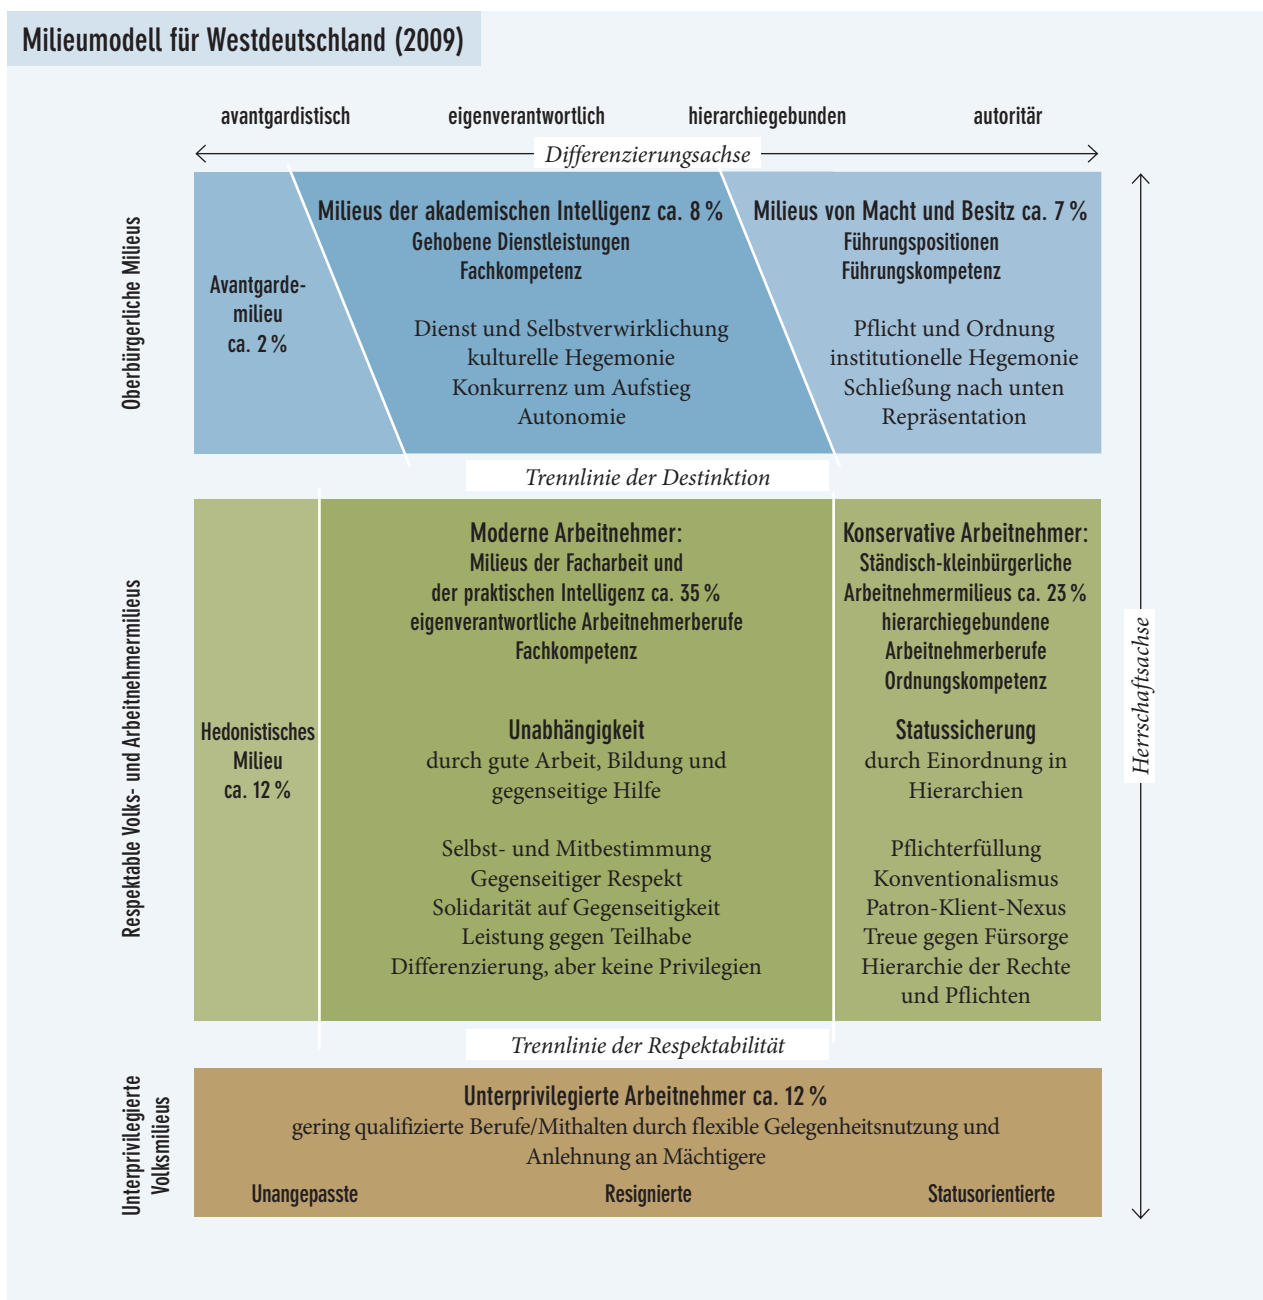 Milieumodell für Westdeutschland (2009)
avantgardistisch
eigenverantwortlich
hierarchiegebunden
autoritär
Differenzierungsachse
Oberbürgerliche Milieus
Avantgarde-
milieu
ca. 2 %
Milieus der akademischen Intelligenz ca. 8 %
Gehobene Dienstleistungen
Fachkompetenz
Dienst und Selbstverwirklichung
kulturelle Hegemonie
Konkurrenz um Aufstieg
Autonomie
Milieus von Macht und Besitz ca. 7 %
Führungspositionen
Führungskompetenz
Pflicht und Ordnung
institutionelle Hegemonie
Schließung nach unten
Repräsentation
Trennlinie der Destinktion
Respektable Volks- und Arbeitnehmermilieus
Hedonistisches
Milieu
ca. 12 %
Moderne Arbeitnehmer:
Milieus der Facharbeit und
der praktischen Intelligenz ca. 35 %
eigenverantwortliche Arbeitnehmerberufe
Fachkompetenz
Unabhängigkeit
durch gute Arbeit, Bildung und
gegenseitige Hilfe
Selbst- und Mitbestimmung
Gegenseitiger Respekt
Solidarität auf Gegenseitigkeit
Leistung gegen Teilhabe
Differenzierung, aber keine Privilegien
Konservative Arbeitnehmer:
Ständisch-kleinbürgerliche
Arbeitnehmermilieus ca. 23 %
hierarchiegebundene
Arbeitnehmerberufe
Ordnungskompetenz
Statussicherung
durch Einordnung in
Hierarchien
Pflichterfüllung
Konventionalismus
Patron-Klient-Nexus
Treue gegen Fürsorge
Hierarchie der Rechte
und Pflichten
Herrschaftsachse
Trennlinie der Respektabilität
Unterprivilegierte
Volksmilieus
Unterprivilegierte Arbeitnehmer ca. 12 %
gering qualifizierte Berufe/Mithalten durch flexible Gelegenheitsnutzung und
Anlehnung an Mächtigere
Unangepasste
Resignierte
Statusorientierte